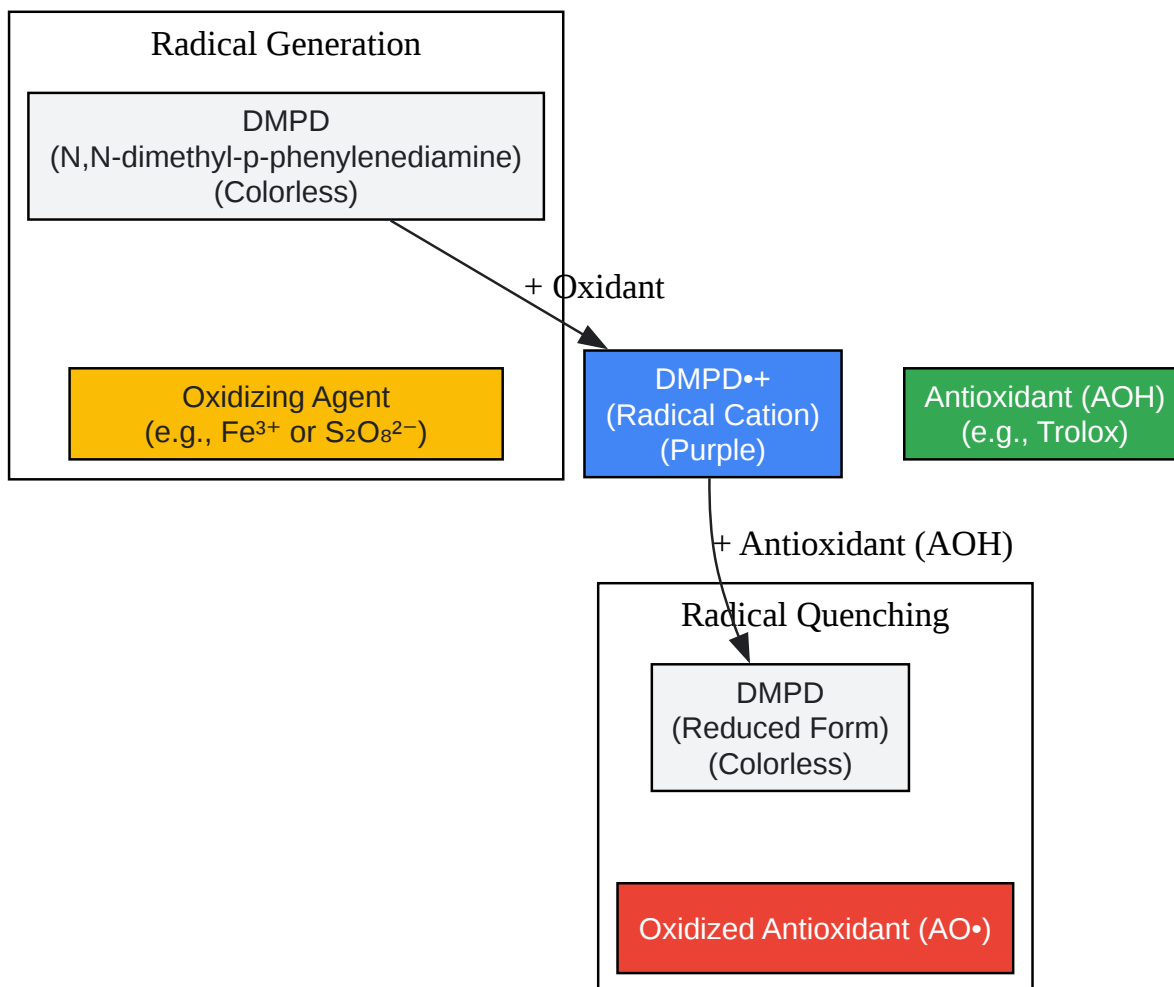 Radical Generation
DMPD
(N,N-dimethyl-p-phenylenediamine)
(Colorless)
+ Oxidant
Oxidizing Agent
(e.g., Fe³⁺ or S₂O₈²⁻)
DMPD•+
(Radical Cation)
(Purple)
Antioxidant (AOH)
(e.g., Trolox)
+ Antioxidant (AOH)
Radical Quenching
DMPD
(Reduced Form)
(Colorless)
Oxidized Antioxidant (AO•)